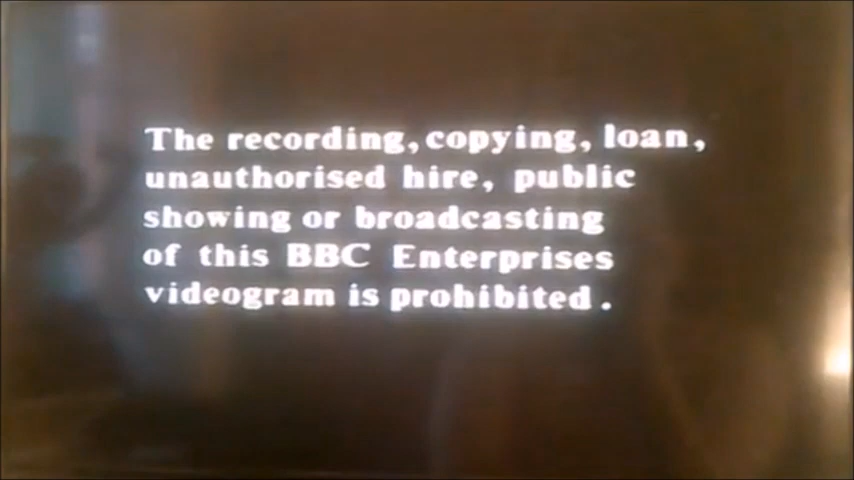 The recording, copying, loan,
unauthorised hire, public
showing or broadcasting
of this BBC Enterprises
videogram is prohibited.